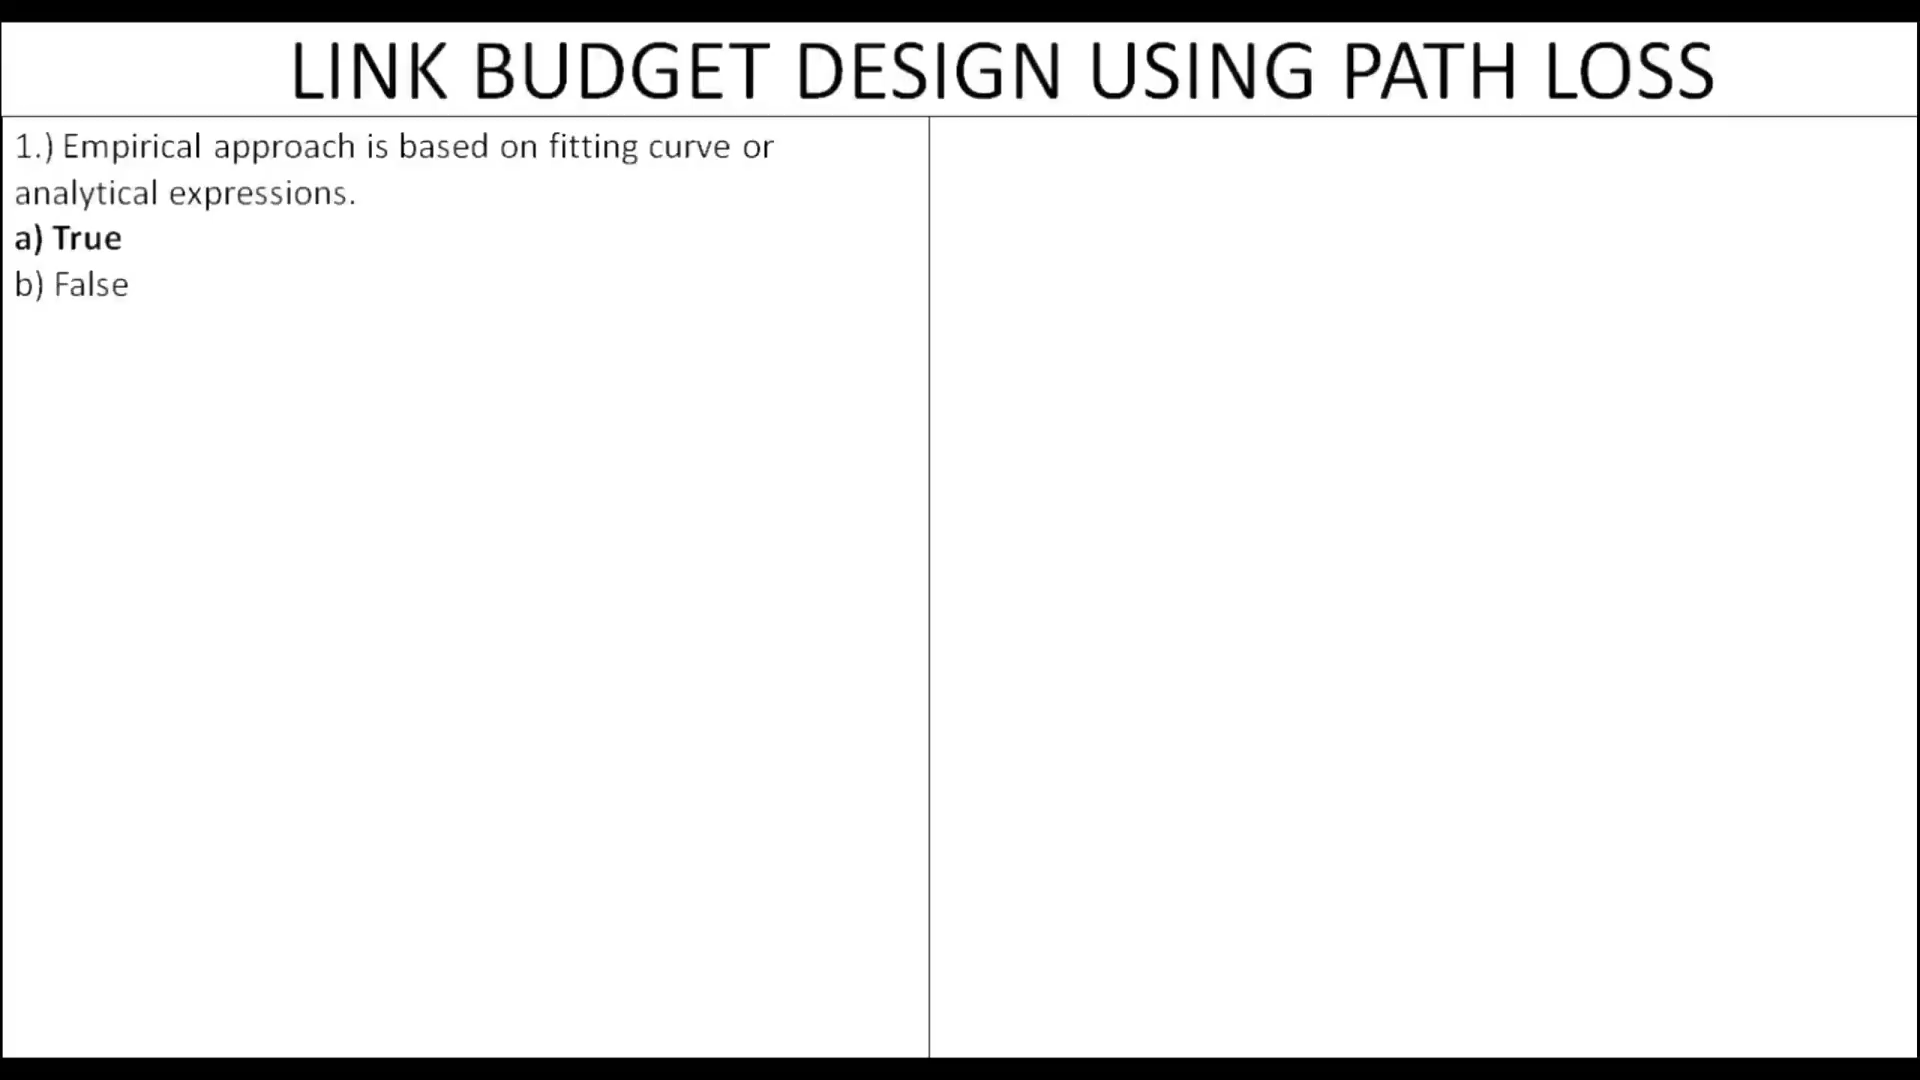 LINK BUDGET DESIGN USING PATH LOSS
1.) Empirical approach is based on fitting curve or
analytical expressions.
a) True
b) False